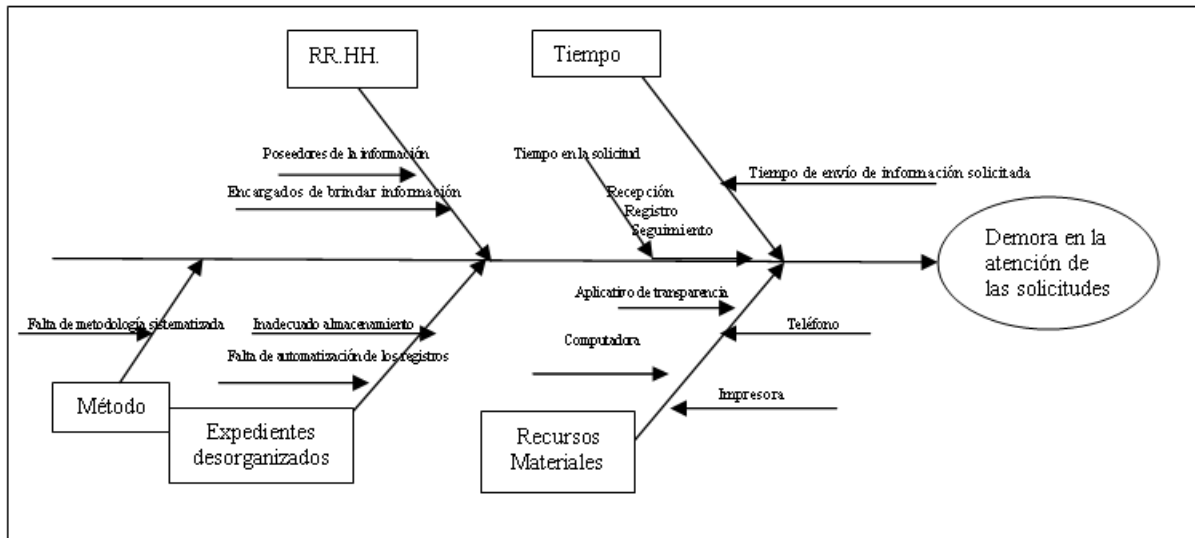 RR.HH.
Tiempo
Poseedores de la información
Encargados de brindar información
Tiempo en la solicitud
Recepción
Registro
Seguimiento
Tiempo de envío de información solicitada
Demora en la
atención de
las solicitudes
Falta de metodología sistematizada
Inadecuado almacenamiento
Falta de automatización de los registros
Aplicativo de transparencia
Teléfono
Computadora
Impresora
Método
Expedientes
desorganizados
Recursos
Materiales